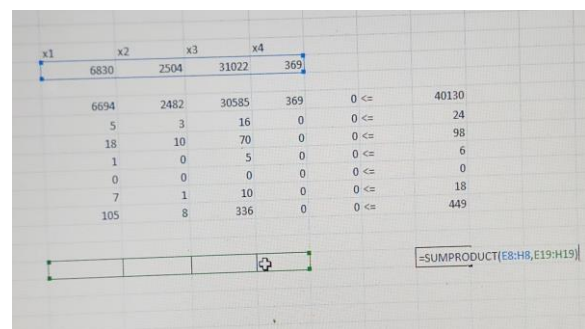 x1 x2 x3 x4
6830 2504 31022 369
6694 2482 30585 369 0 <= 40130
5 3 16 0 0 <= 24
18 10 70 0 0 <= 98
1 0 5 0 0 <= 6
0 0 0 0 0 <= 0
7 1 10 0 0 <= 18
105 8 336 0 0 <= 449
=SUMPRODUCT(E8:H8,E19:H19)